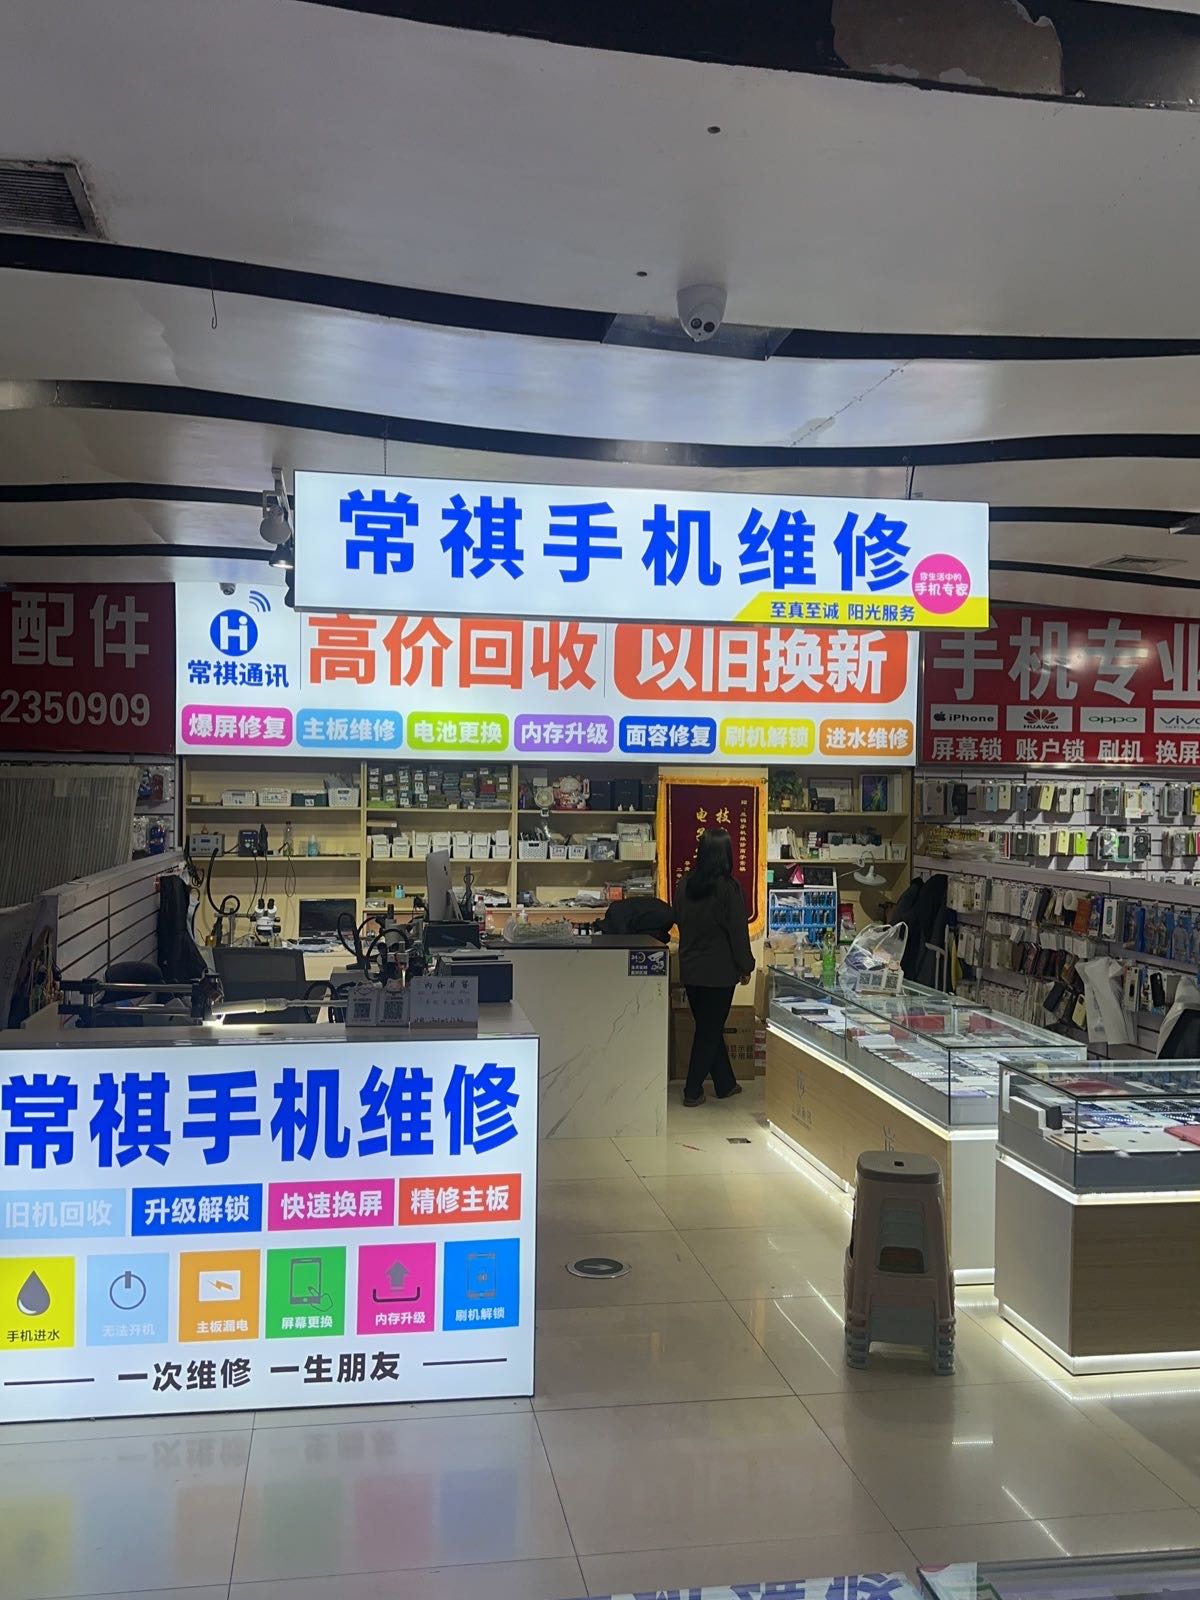 常祺手机维修
你生活中的
手机专家
至真至诚 阳光服务
配件
2350909
Hi
常祺通讯
高价回收
以旧换新
爆屏修复
主板维修
电池更换
内存升级
面容修复
刷机解锁
进水维修
手机专业
iPhone
HUAWEI
oppo
vivo
屏幕锁 账户锁 刷机 换屏
常祺手机维修
旧机回收
升级解锁
快速换屏
精修主板
手机进水
无法开机
主板漏电
屏幕更换
内存升级
刷机解锁
一次维修 一生朋友